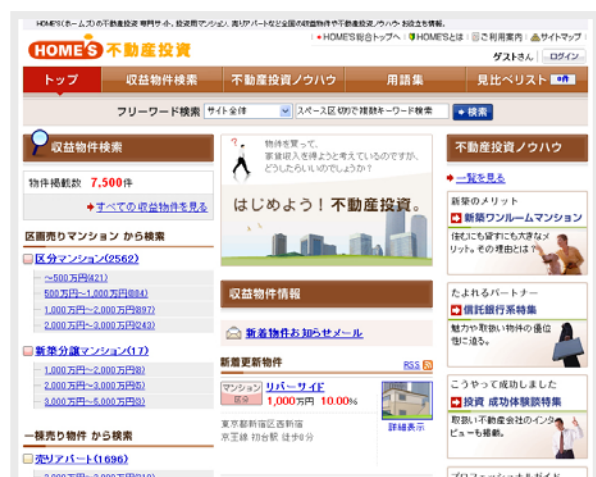 HOME'S(ホームズ)の不動産投資 専門サイト。投資用マンション、売りアパートなど全国の収益物件や不動産投資ノウハウ お役立ち情報。
HOME'S総合トップへ HOME'Sとは ご利用案内 サイトマップ
HOME'S 不動産投資
ゲストさん ログイン
トップ 収益物件検索 不動産投資ノウハウ 用語集 見比べリスト
フリーワード検索 サイト全体 スペース区切りで複数キーワード検索 検索
収益物件検索
物件掲載数 7,500件
すべての収益物件を見る
区画売りマンション から検索
区分マンション(2562)
～500万円(421)
500万円～1,000万円(804)
1,000万円～2,000万円(897)
2,000万円～3,000万円(243)
新築分譲マンション(17)
1,000万円～2,000万円(8)
2,000万円～3,000万円(5)
3,000万円～5,000万円(3)
一棟売り物件 から検索
売りアパート(1696)
物件を買って、
家賃収入を得ようと考えているのですが、
どうしたらいいのでしょうか?
はじめよう!不動産投資。
収益物件情報
新着物件お知らせメール
新着更新物件 RSS
マンション 区分 リバーサイド
1,000万円 10.00%
東京都新宿区西新宿
京王線 初台駅 徒歩8分
詳細表示
不動産投資ノウハウ
一覧を見る
新築のメリット
新築ワンルームマンション
住むにも貸すにも大きなメ
リット。その理由とは?
たよれるパートナー
信託銀行系特集
魅力や取扱い物件の優位
性に迫る。
こうやって成功しました
投資 成功体験談特集
取扱い不動産会社のインタ
ビューも掲載。
プロフェッショナルガイド